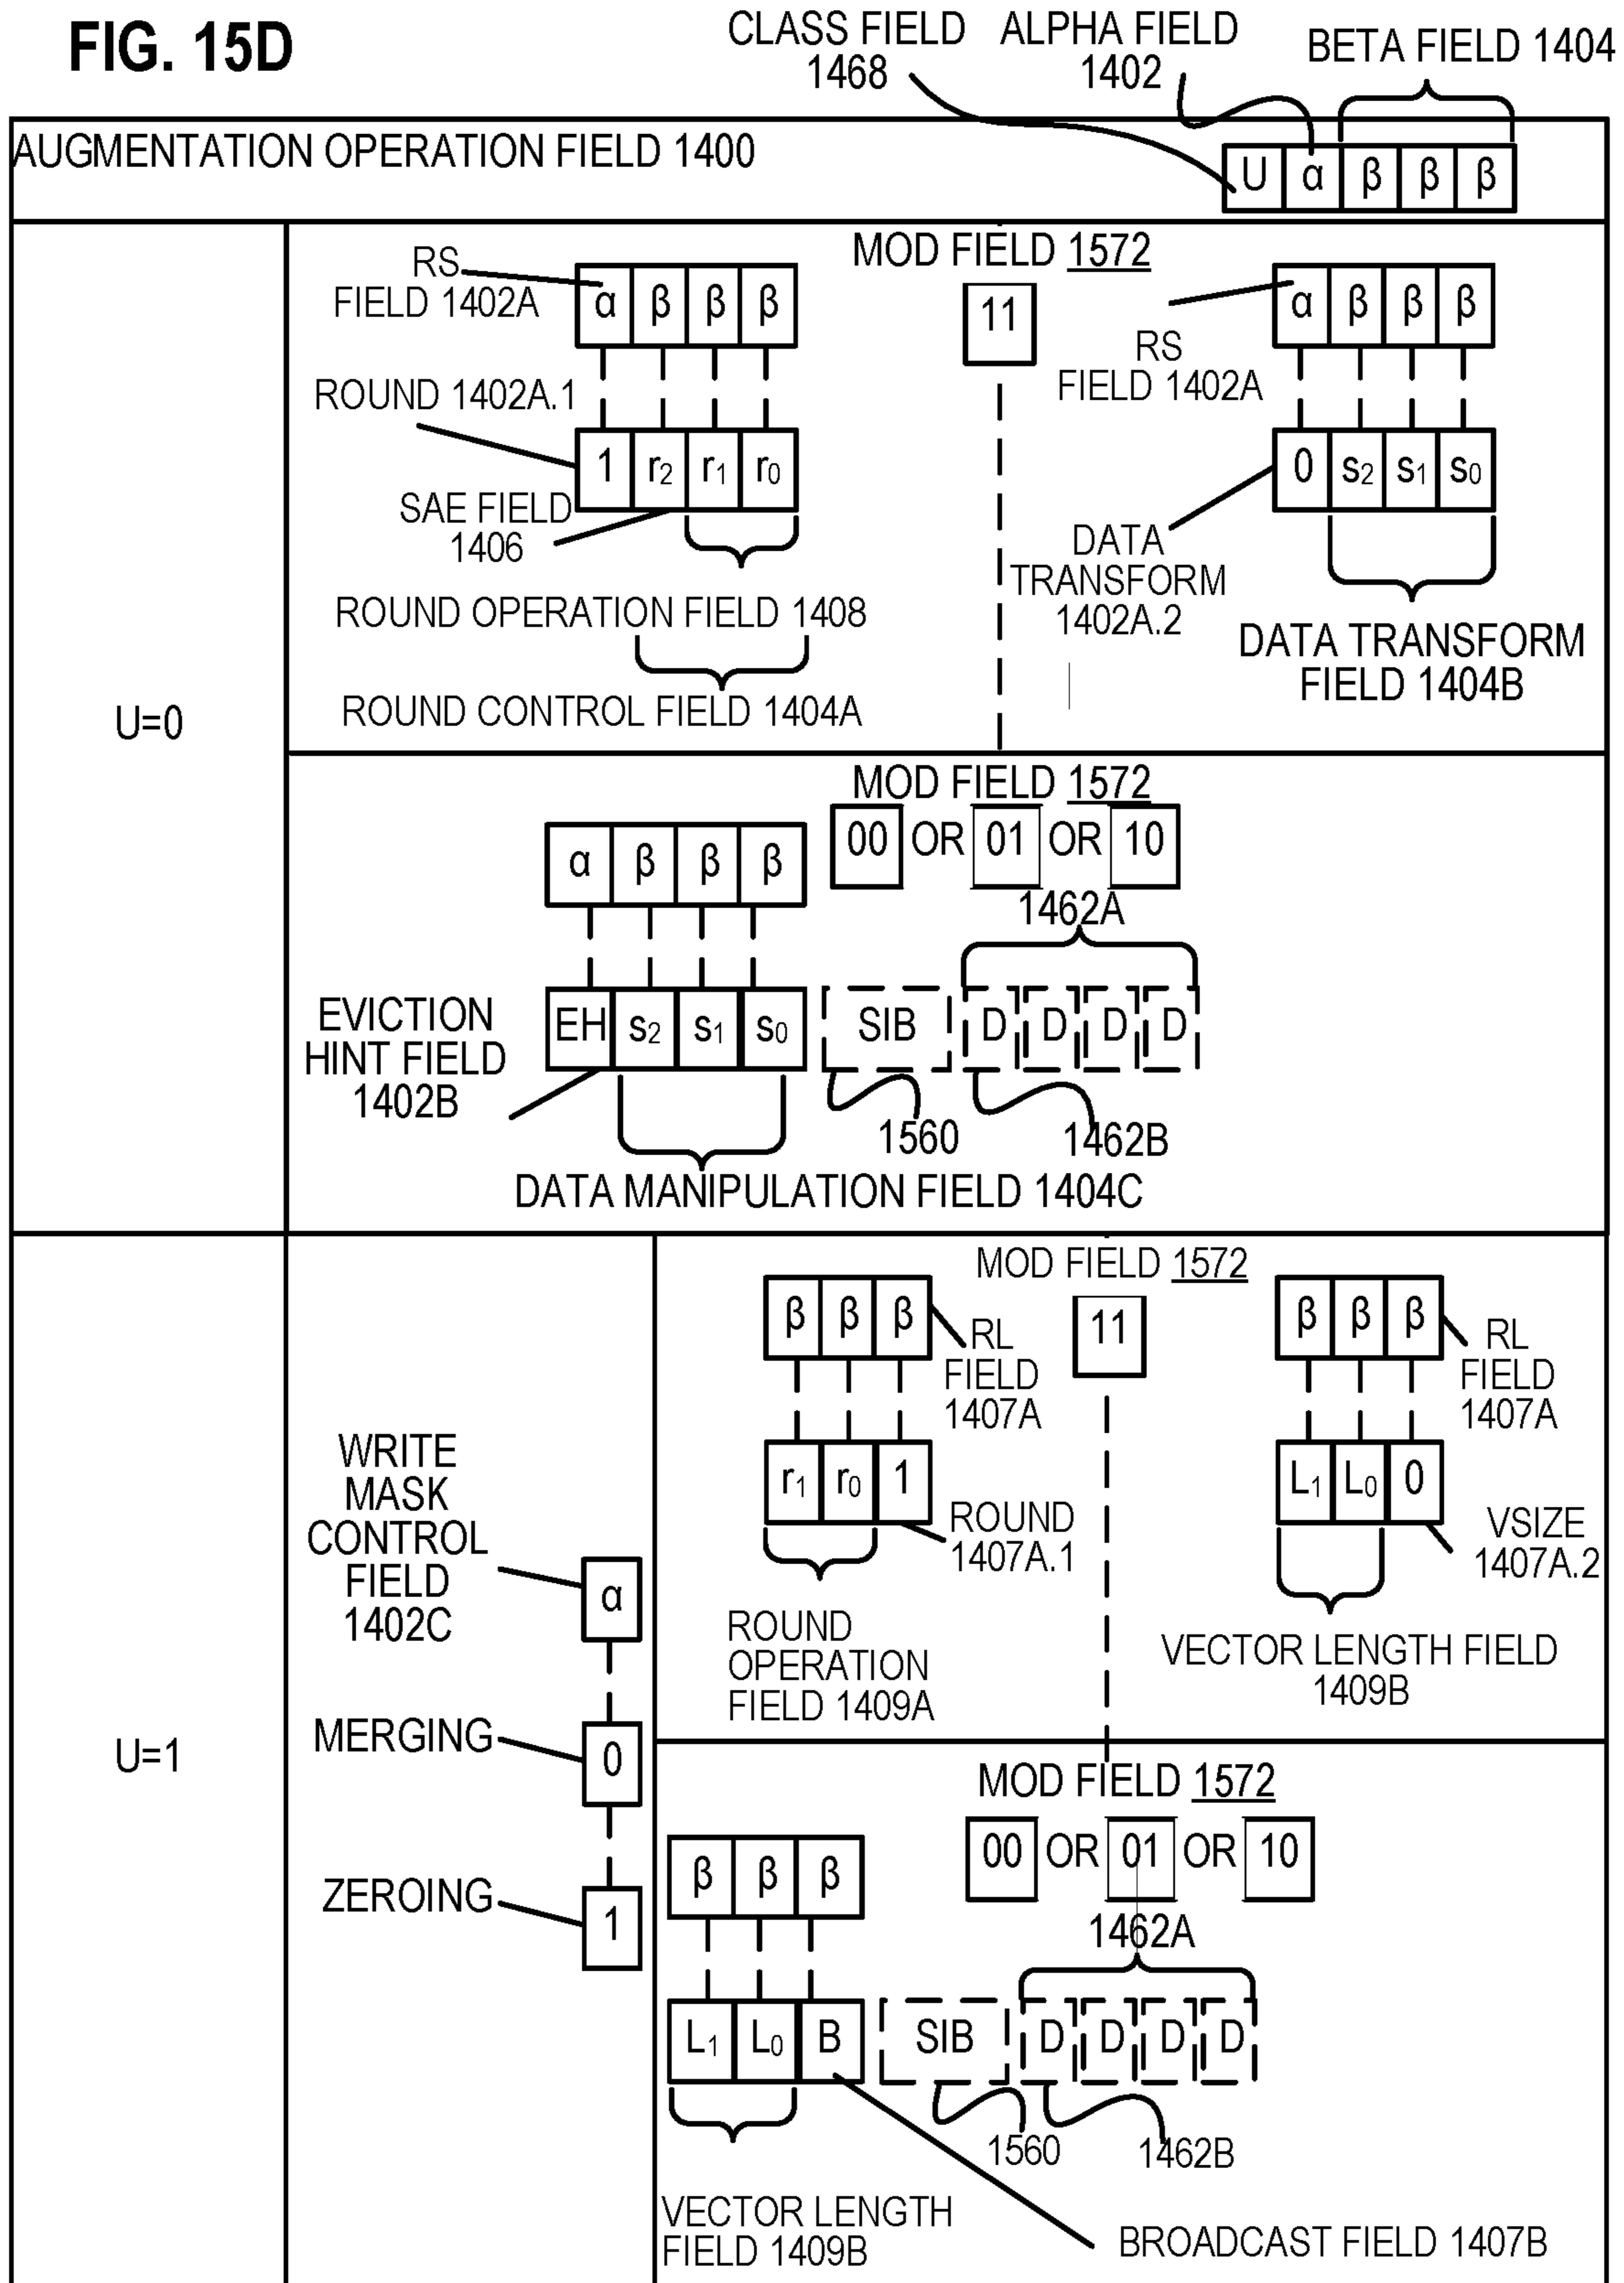 FIG. 15D
CLASS FIELD
1468
ALPHA FIELD
1402
BETA FIELD 1404
AUGMENTATION OPERATION FIELD 1400
U α β β β
U=0
MOD FIELD 1572
11
RS
FIELD 1402A
α β β β
ROUND 1402A.1
1 r2 r1 r0
SAE FIELD
1406
ROUND OPERATION FIELD 1408
ROUND CONTROL FIELD 1404A
α β β β
RS
FIELD 1402A
0 s2 s1 s0
DATA
TRANSFORM
1402A.2
DATA TRANSFORM
FIELD 1404B
MOD FIELD 1572
00 OR 01 OR 10
α β β β
1462A
EVICTION
HINT FIELD
1402B
EH s2 s1 s0 SIB D D D D
1560
1462B
DATA MANIPULATION FIELD 1404C
U=1
WRITE
MASK
CONTROL
FIELD
1402C
α
MERGING
0
ZEROING
1
MOD FIELD 1572
11
β β β
RL
FIELD
1407A
r1 r0 1
ROUND
1407A.1
ROUND
OPERATION
FIELD 1409A
β β β
RL
FIELD
1407A
L1 L0 0
VSIZE
1407A.2
VECTOR LENGTH FIELD
1409B
MOD FIELD 1572
00 OR 01 OR 10
β β β
1462A
L1 L0 B SIB D D D D
1560
1462B
VECTOR LENGTH
FIELD 1409B
BROADCAST FIELD 1407B